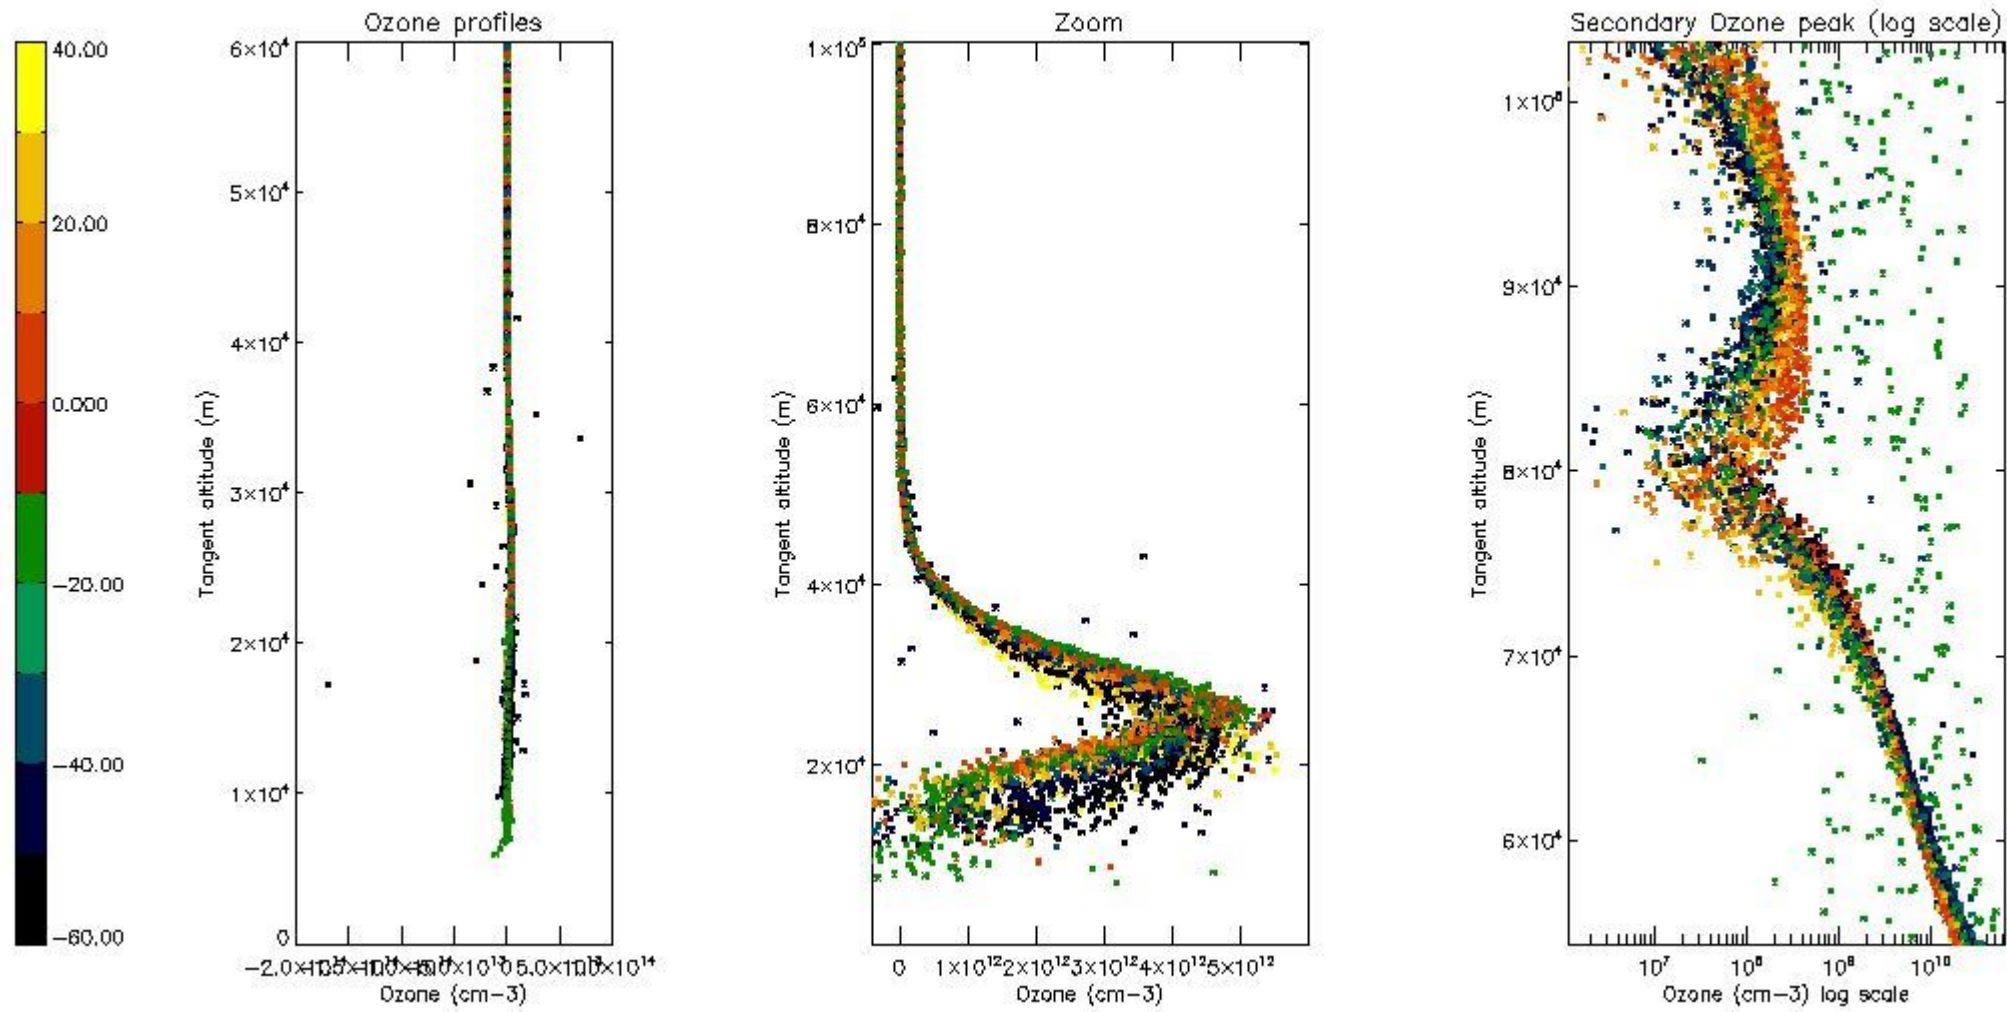 Ozone profiles
Zoom
Secondary Ozone peak (log scale)
40.00
20.00
0.000
−20.00
−40.00
−60.00
6×10⁴
5×10⁴
4×10⁴
3×10⁴
2×10⁴
1×10⁴
0
Tangent altitude (m)
Ozone (cm−3)
1×10⁵
8×10⁴
6×10⁴
4×10⁴
2×10⁴
Tangent altitude (m)
0 1×10¹² 2×10¹² 3×10¹² 4×10¹² 5×10¹²
Ozone (cm−3)
9×10⁴
8×10⁴
7×10⁴
6×10⁴
Tangent altitude (m)
10⁷ 10⁸ 10⁹ 10¹⁰
Ozone (cm−3) log scale